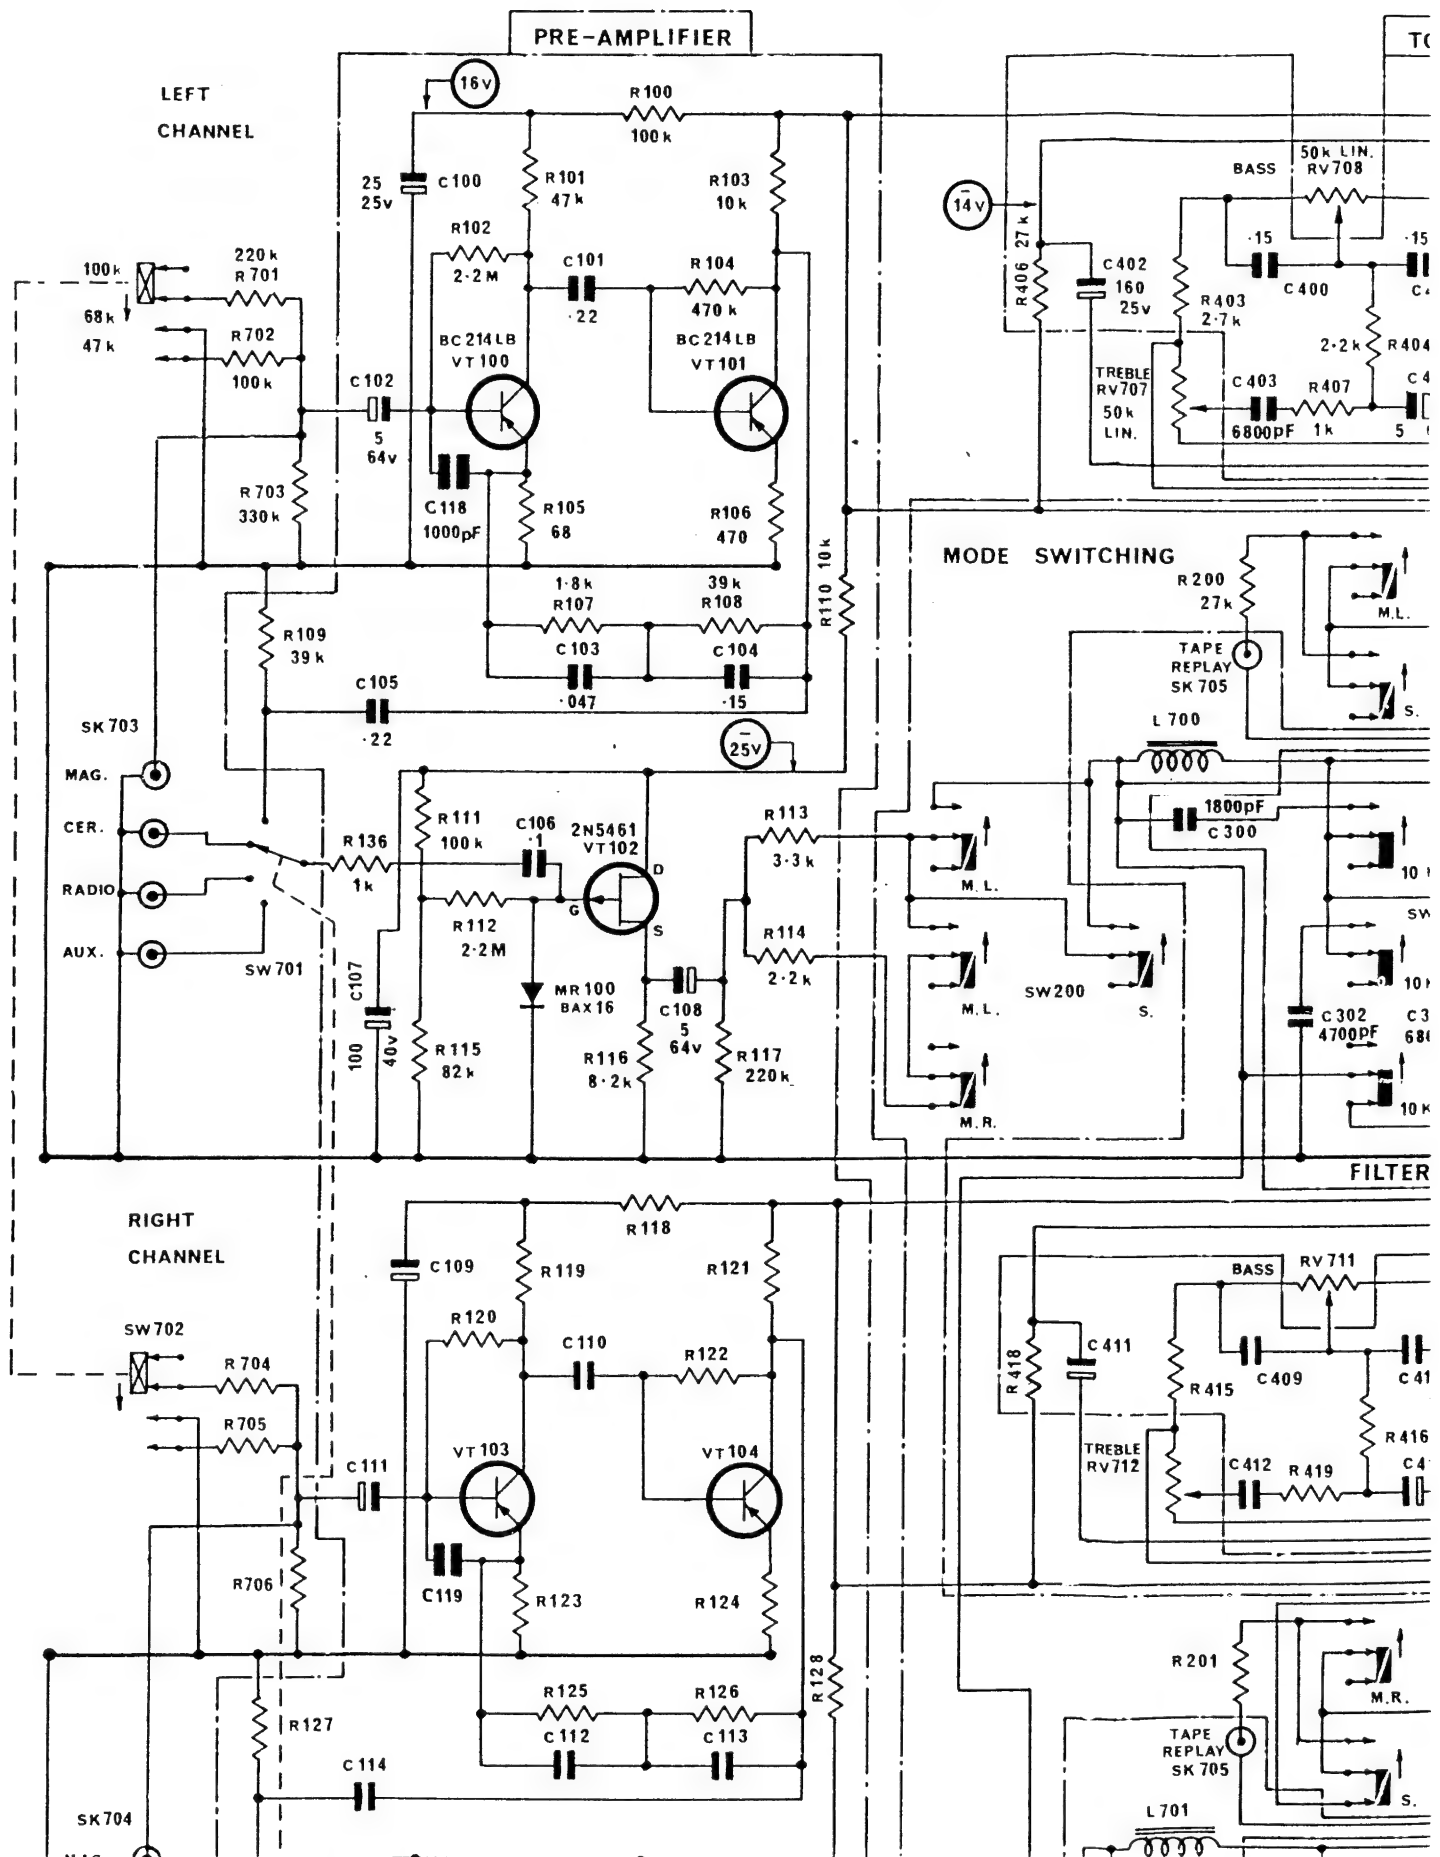 PRE-AMPLIFIER
LEFT
CHANNEL
16v
R100
100k
25
25v
C100
R101
47k
R103
10k
R102
2·2M
C101
·22
R104
470k
220k
R701
100k
68k
47k
R702
100k
BC214LB
VT100
BC214LB
VT101
C102
5
64v
R703
330k
C118
1000pF
R105
68
R106
470
R110 10k
1·8k
R107
39k
R108
C103
·047
C104
·15
R109
39k
C105
·22
25v
SK703
MAG.
CER.
RADIO
AUX.
SW701
R136
1k
R111
100k
C106
·1
2N5461
VT102
D
G
S
R112
2·2M
MR100
BAX16
C107
100
40v
R115
82k
C108
5
64v
R116
8·2k
R117
220k
R113
3·3k
R114
2·2k
14v
R406 27k
C402
160
25v
BASS
50k LIN.
RV708
·15
C400
·15
R403
2·7k
2·2k
R404
TREBLE
RV707
50k
LIN.
C403
6800pF
R407
1k
5
MODE SWITCHING
R200
27k
TAPE
REPLAY
SK705
M.L.
S.
L700
1800pF
C300
M.L.
M.L.
M.R.
SW200
S.
10
SW
10
C302
4700PF
10K
FILTER
RIGHT
CHANNEL
R118
C109
R119
R121
R120
C110
R122
SW702
R704
R705
VT103
VT104
C111
R706
C119
R123
R124
R128
R125
R126
C112
C113
R127
C114
SK704
BASS
RV711
R418
C411
C409
R415
R416
TREBLE
RV712
C412
R419
R201
TAPE
REPLAY
SK705
M.R.
S.
L701